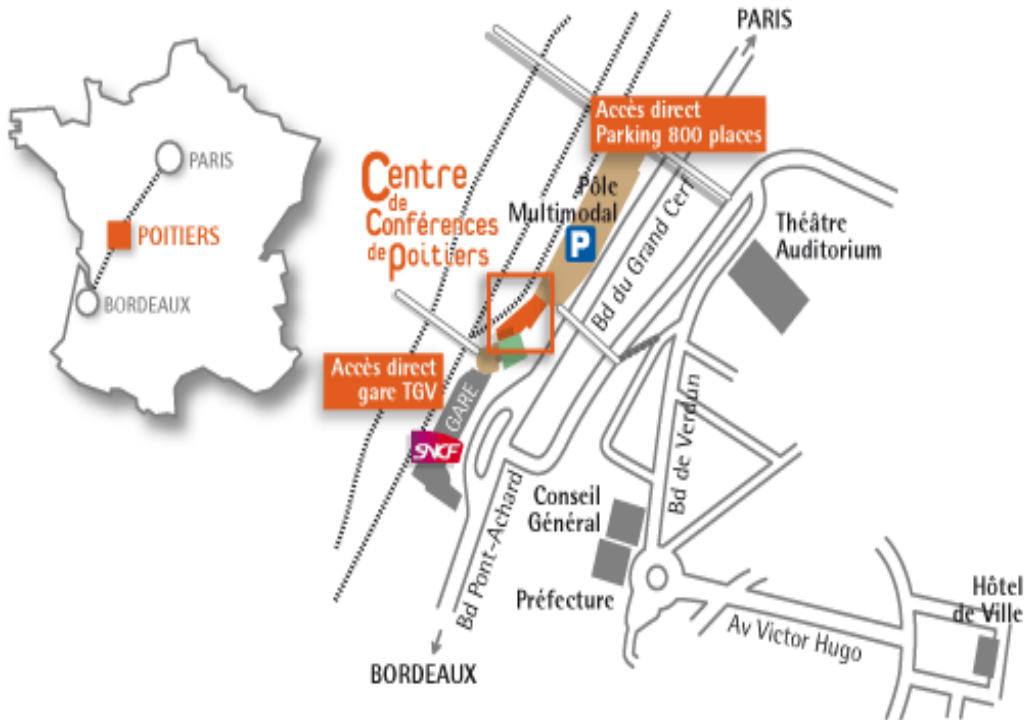 PARIS
POITIERS
BORDEAUX
Centre
de
Conférences
de Poitiers
Accès direct
gare TGV
GARE
SNCF
PARIS
Accès direct
Parking 800 places
Pôle
Multimodal
P
Bd du Grand Cerf
Théâtre
Auditorium
Bd de Verdun
Conseil
Général
Préfecture
Bd Pont-Achard
BORDEAUX
Av Victor Hugo
Hôtel
de Ville